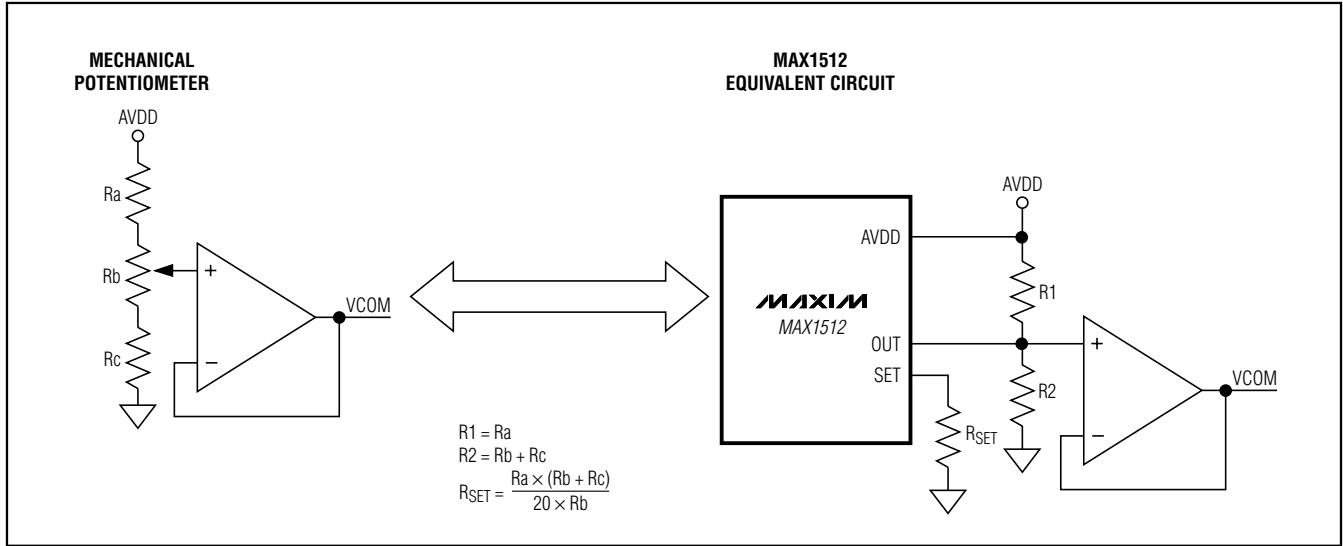 MECHANICAL
POTENTIOMETER
AVDD
Ra
Rb
Rc
+
−
VCOM
R1 = Ra
R2 = Rb + Rc
RSET = Ra × (Rb + Rc) / 20 × Rb
MAX1512
EQUIVALENT CIRCUIT
AVDD
AVDD
MAXIM
MAX1512
OUT
SET
R1
R2
RSET
+
−
VCOM